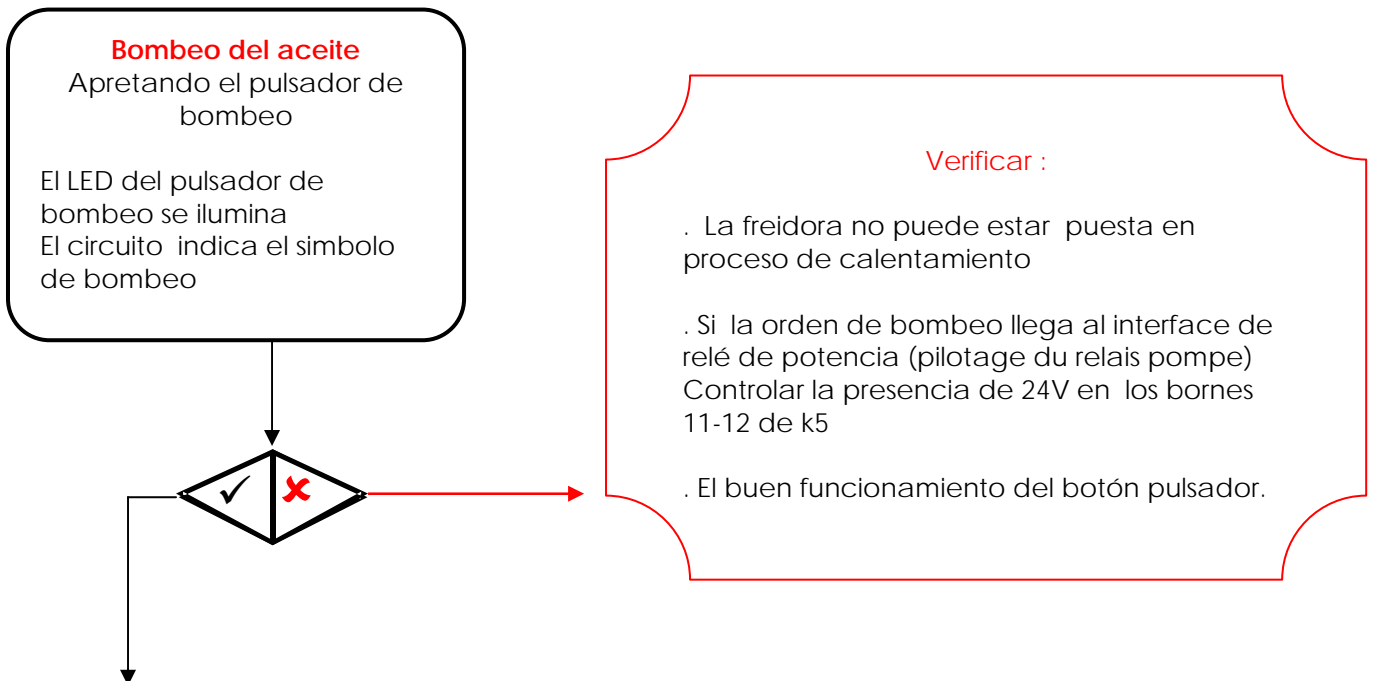 Bombeo del aceite
Apretando el pulsador de
bombeo
El LED del pulsador de
bombeo se ilumina
El circuito indica el simbolo
de bombeo
Verificar :
. La freidora no puede estar puesta en
proceso de calentamiento
. Si la orden de bombeo llega al interface de
relé de potencia (pilotage du relais pompe)
Controlar la presencia de 24V en los bornes
11-12 de k5
. El buen funcionamiento del botón pulsador.